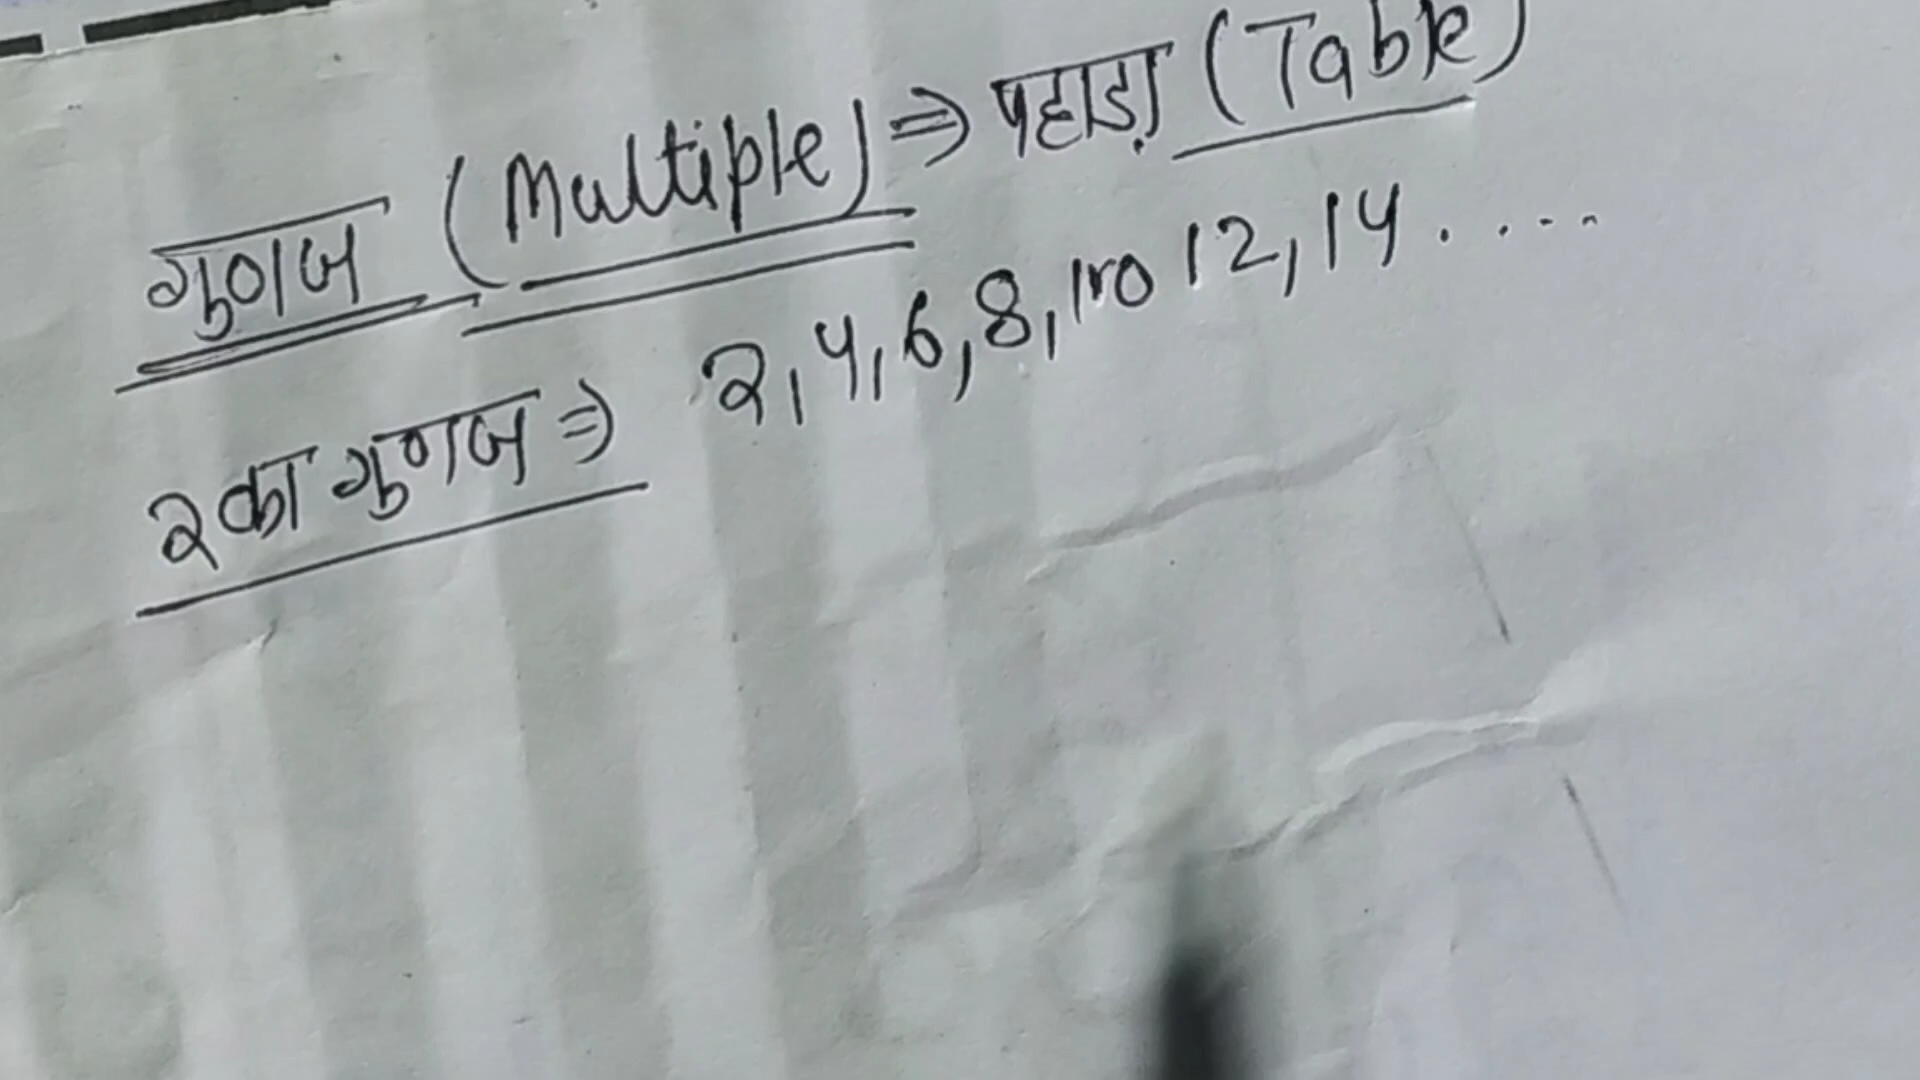 गुणज (Multiple) ⇒ पहाड़ा (Table)
2 का गुणज ⇒ 2, 4, 6, 8, 10 12, 14 . . . . .